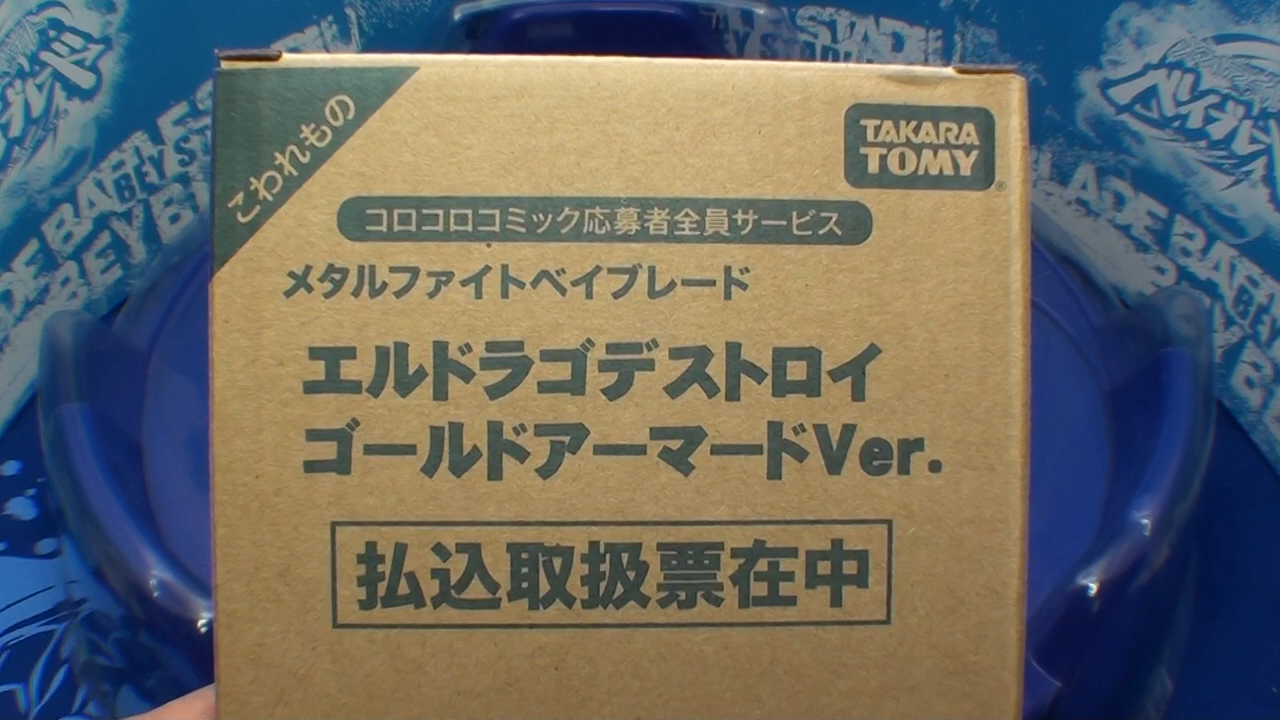 こわれもの
TAKARA
TOMY
®
コロコロコミック応募者全員サービス
メタルファイトベイブレード
エルドラゴデストロイ
ゴールドアーマードVer.
払込取扱票在中